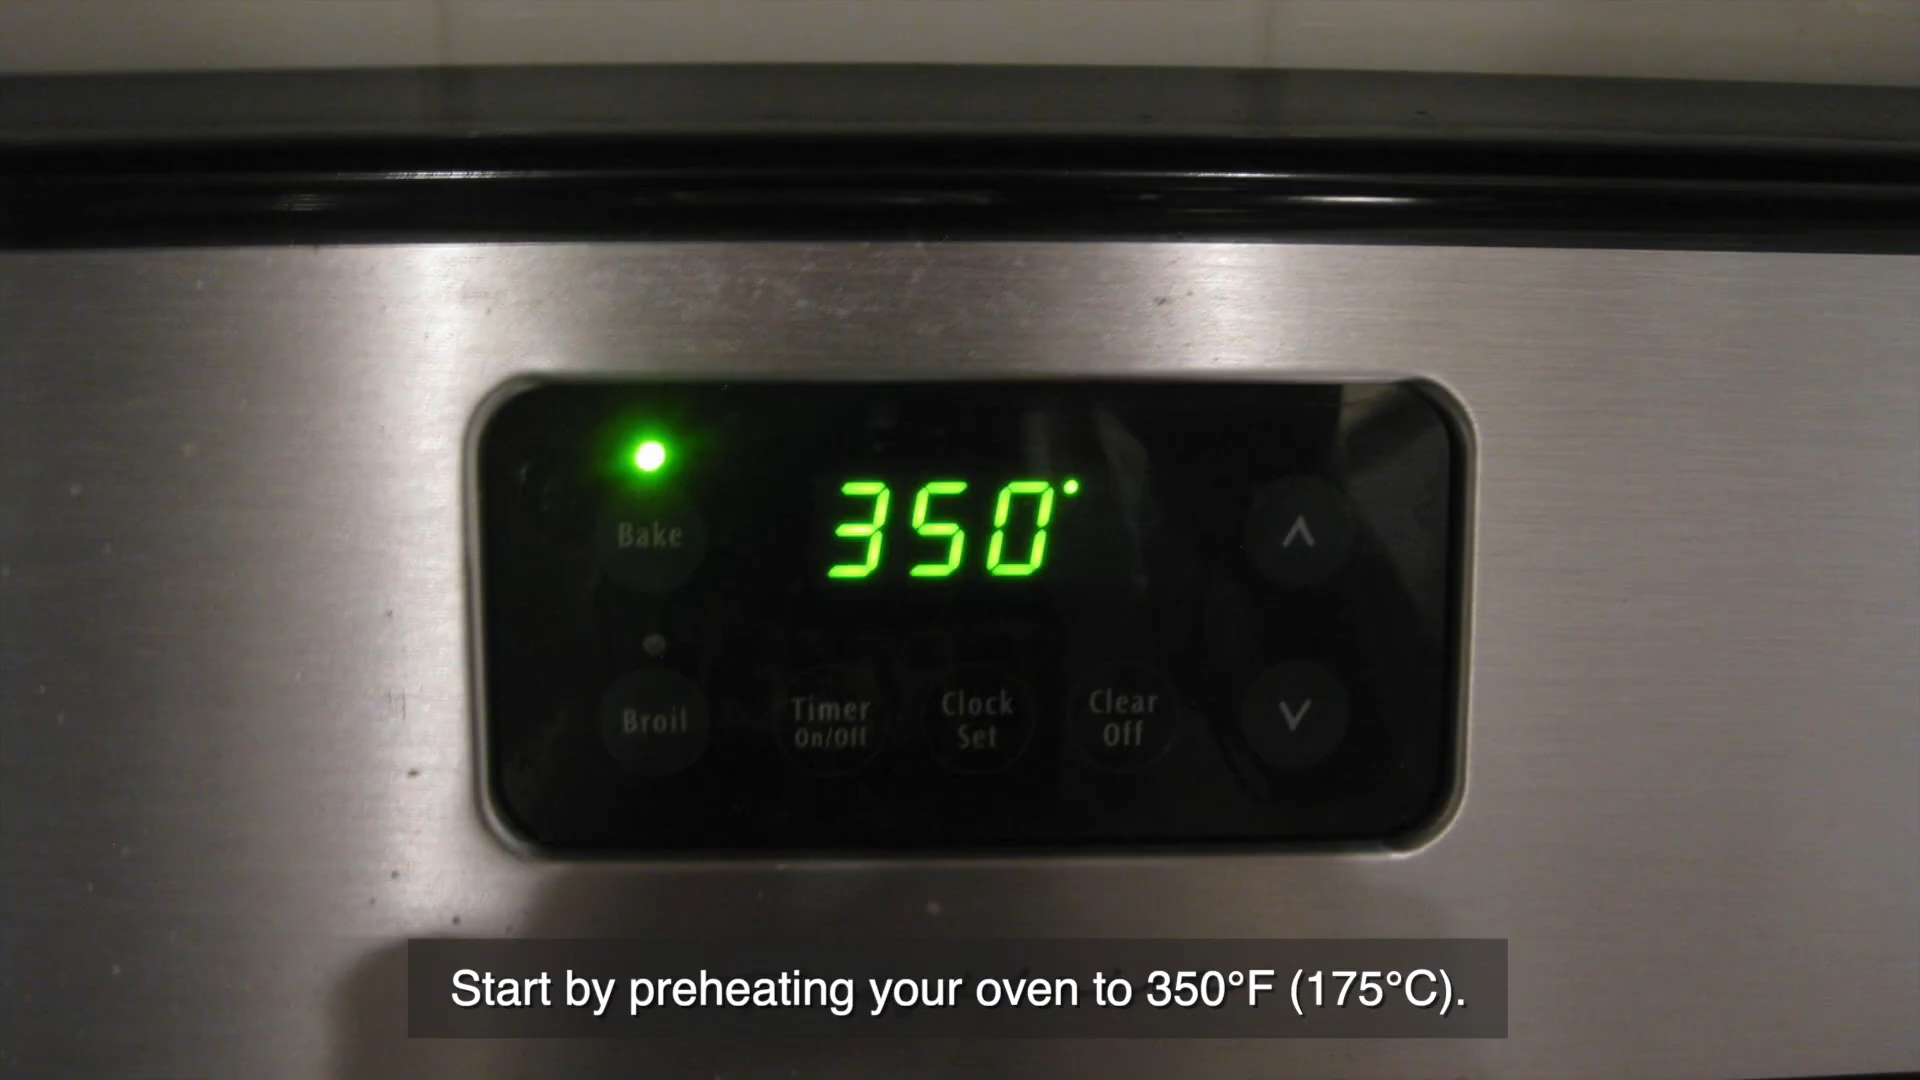 350°
Bake
Broil
Timer
On/Off
Clock
Set
Clear
Off
Start by preheating your oven to 350°F (175°C).